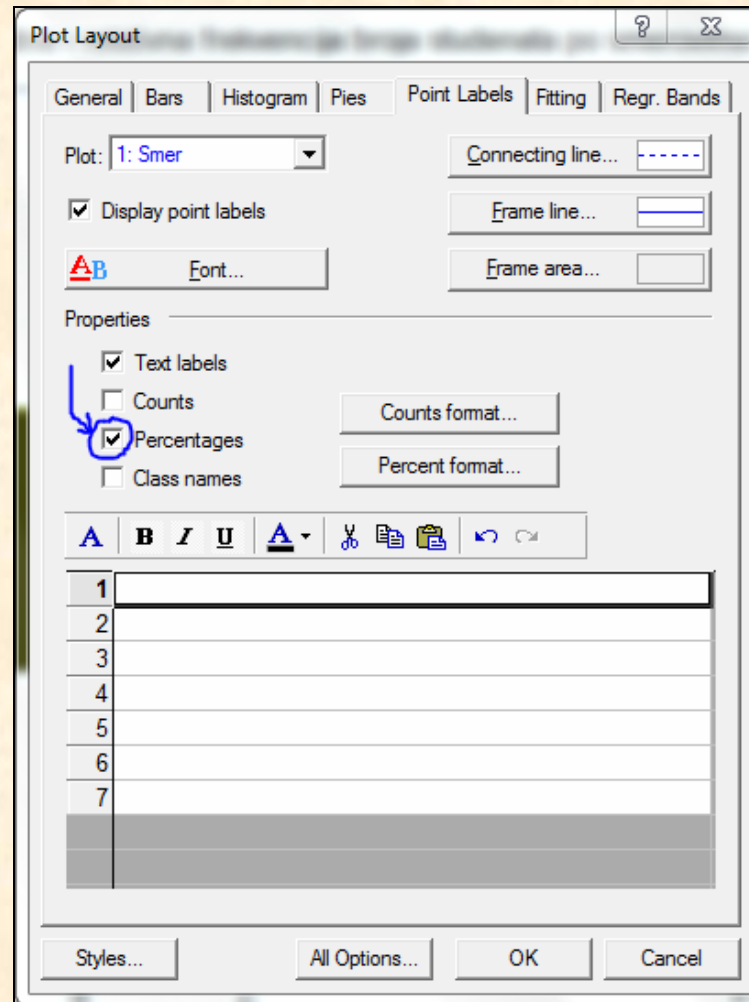 Plot Layout
General Bars Histogram Pies Point Labels Fitting Regr. Bands
Plot: 1: Smer Connecting line...
Display point labels Frame line...
AB Font... Frame area...
Properties
Text labels
Counts Counts format...
Percentages
Class names Percent format...
A B I U A
1
2
3
4
5
6
7
Styles... All Options... OK Cancel